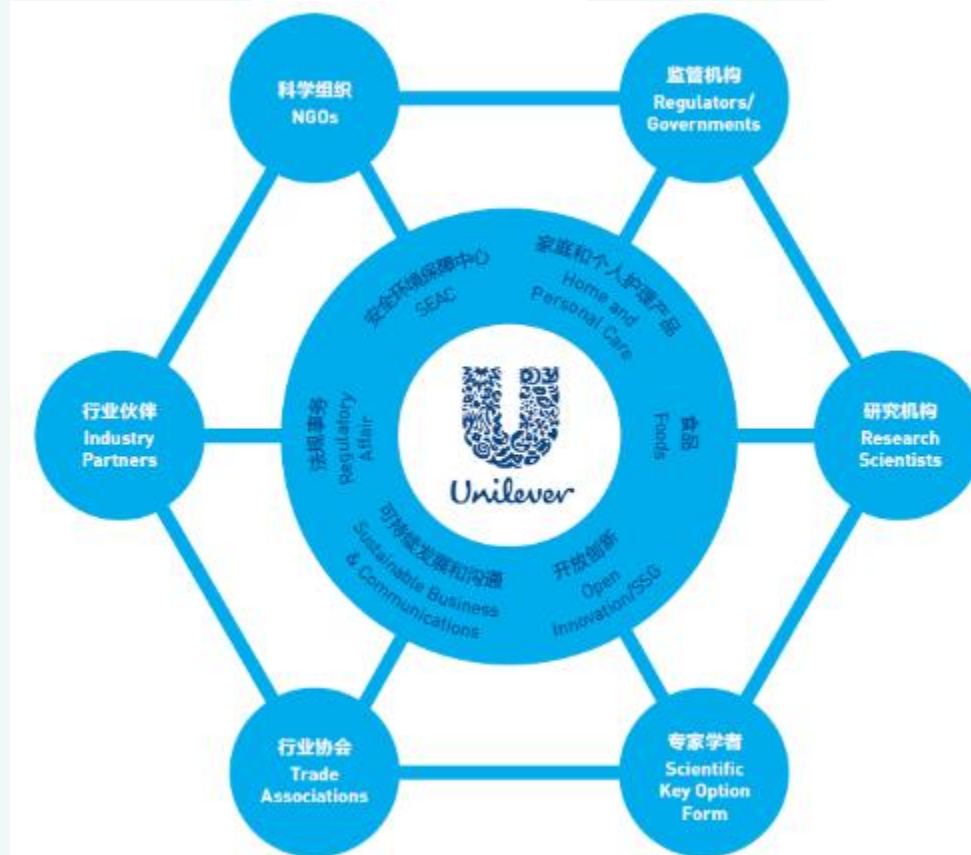 科学组织
NGOs
监管机构
Regulators/
Governments
安全环境保障中心
SEAC
家庭和个人护理产品
Home and
Personal Care
行业伙伴
Industry
Partners
法规事务
Regulatory
Affair
Unilever
食品
Foods
研究机构
Research
Scientists
可持续发展和沟通
Sustainable Business
& Communications
开放创新
Open
Innovation/SSG
行业协会
Trade
Associations
专家学者
Scientific
Key Option
Form